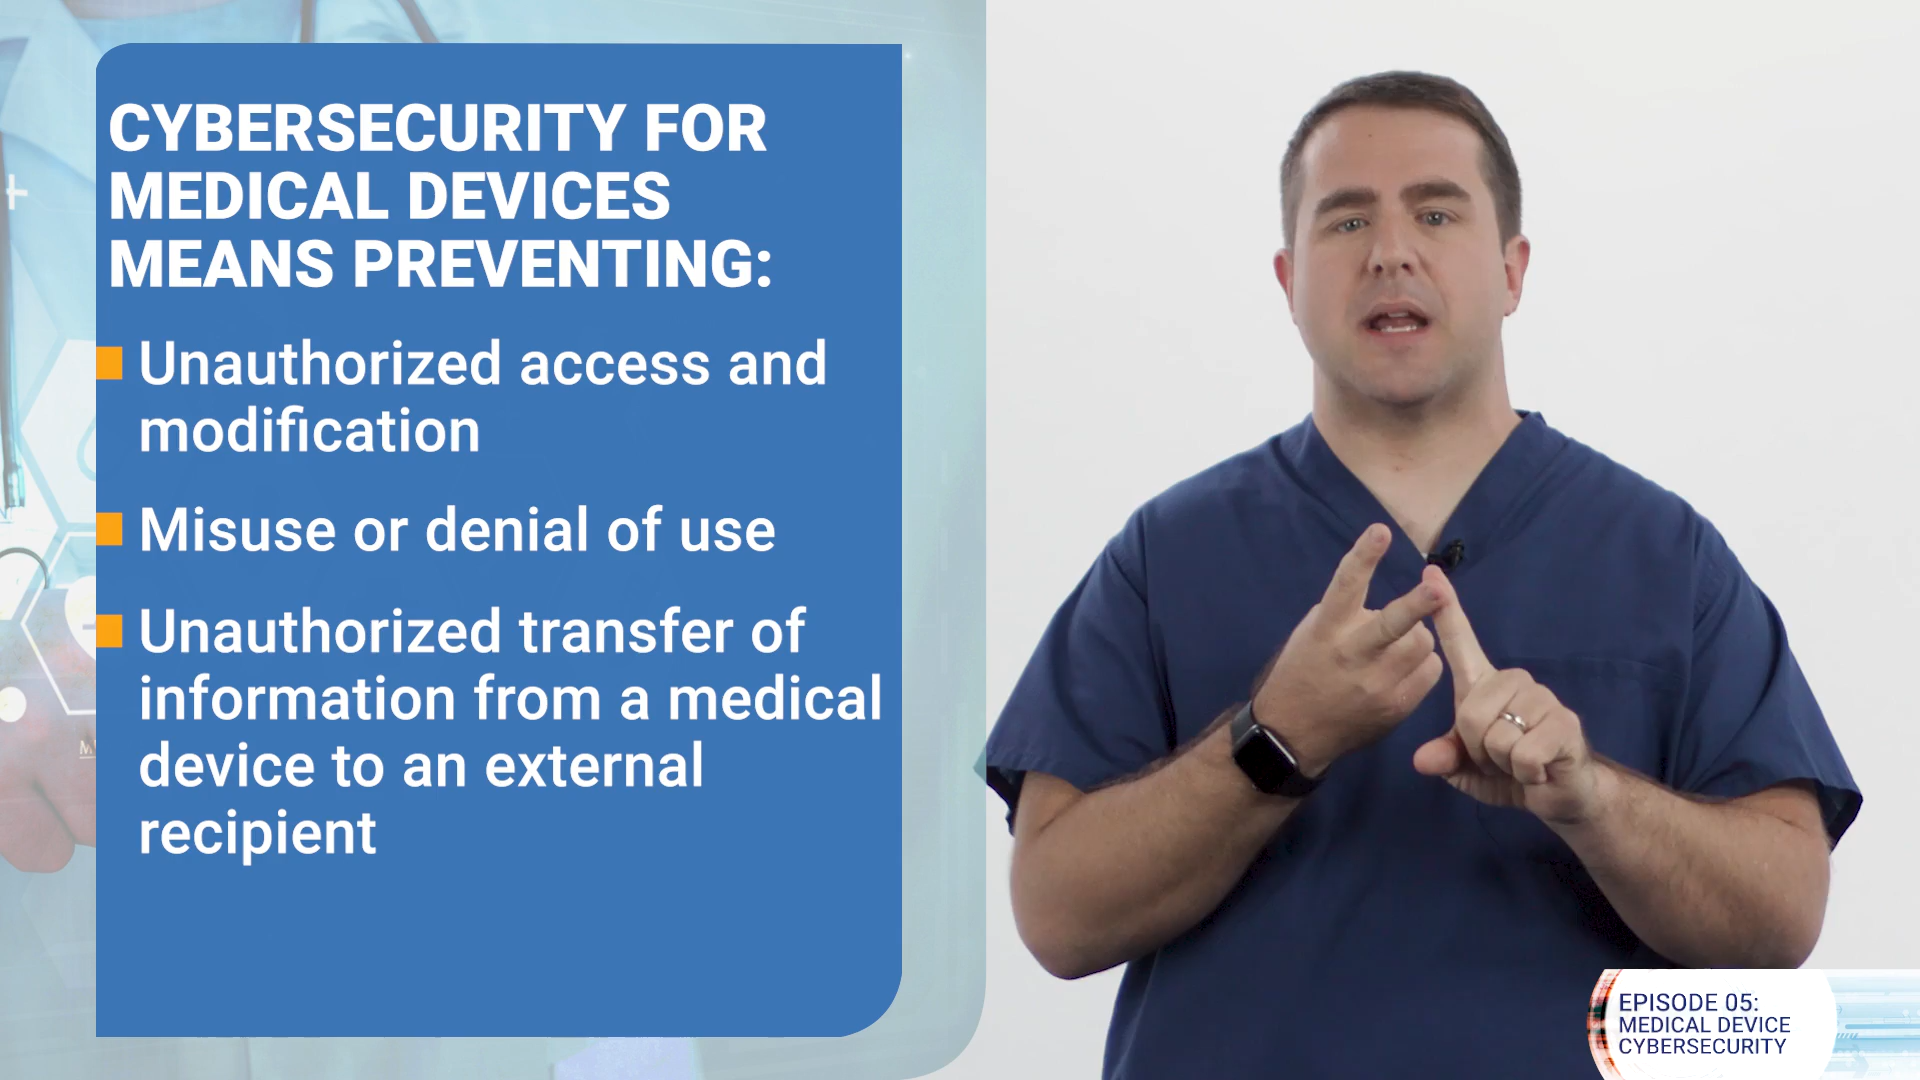 CYBERSECURITY FOR
MEDICAL DEVICES
MEANS PREVENTING:
Unauthorized access and
modification
Misuse or denial of use
Unauthorized transfer of
information from a medical
device to an external
recipient
EPISODE 05:
MEDICAL DEVICE
CYBERSECURITY